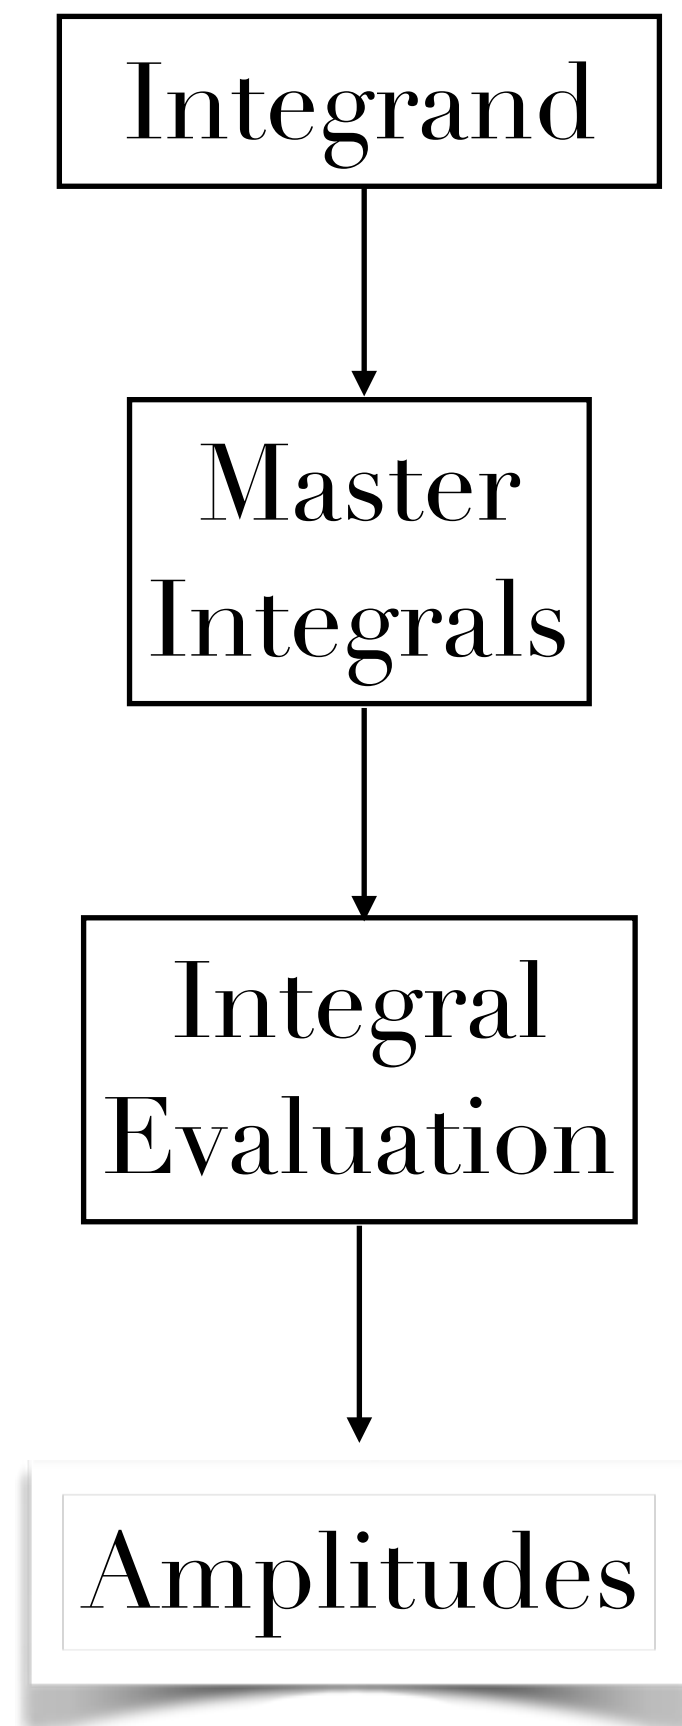 Integrand
Master
Integrals
Integral
Evaluation
Amplitudes